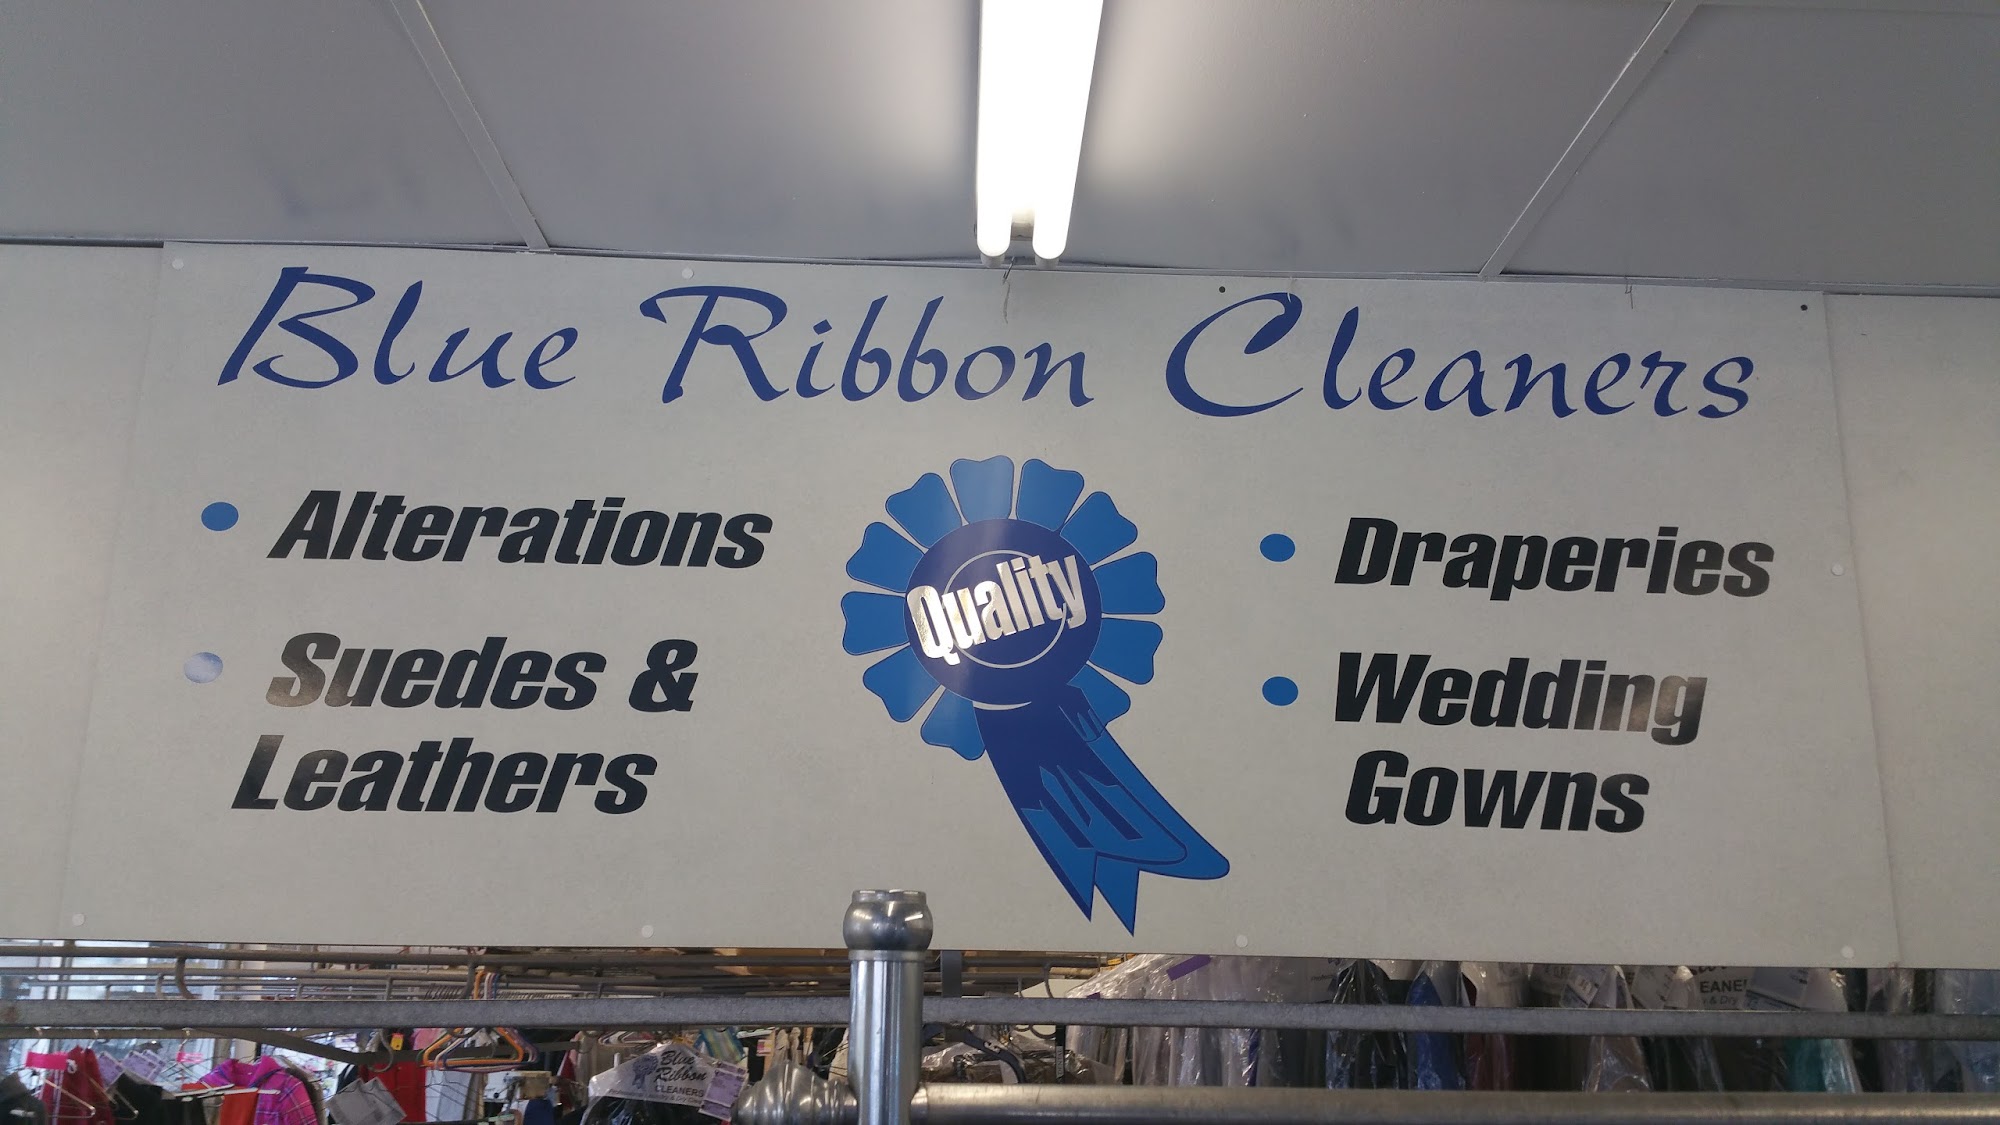 Blue Ribbon Cleaners
• Alterations
• Suedes &
Leathers
Quality
• Draperies
• Wedding
Gowns
Blue
Ribbon
CLEANERS